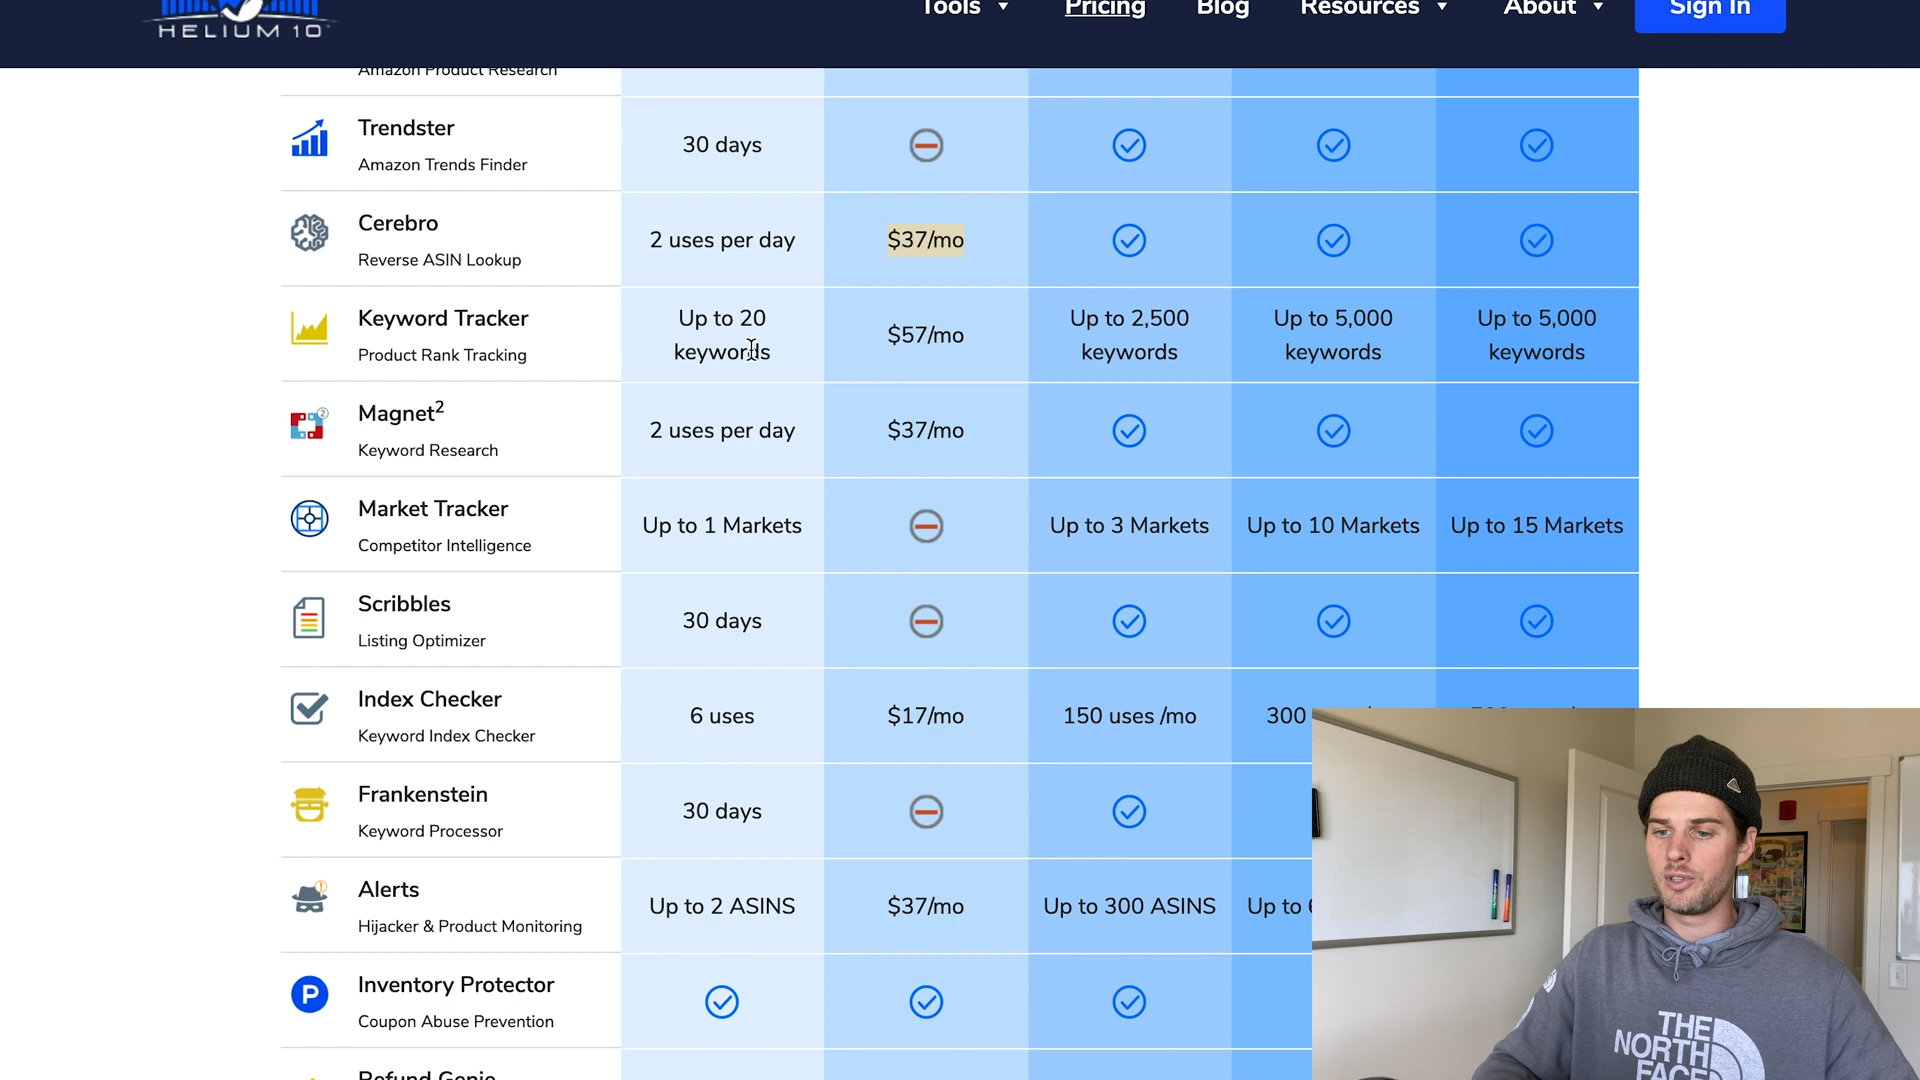 HELIUM 10
Tools
Pricing
Blog
Resources
About
Sign In
Amazon Product Research
Trendster
Amazon Trends Finder
30 days
Cerebro
Reverse ASIN Lookup
2 uses per day
$37/mo
Keyword Tracker
Product Rank Tracking
Up to 20
keywords
$57/mo
Up to 2,500
keywords
Up to 5,000
keywords
Up to 5,000
keywords
Magnet2
Keyword Research
2 uses per day
$37/mo
Market Tracker
Competitor Intelligence
Up to 1 Markets
Up to 3 Markets
Up to 10 Markets
Up to 15 Markets
Scribbles
Listing Optimizer
30 days
Index Checker
Keyword Index Checker
6 uses
$17/mo
150 uses /mo
300
Frankenstein
Keyword Processor
30 days
Alerts
Hijacker & Product Monitoring
Up to 2 ASINS
$37/mo
Up to 300 ASINS
Up to
Inventory Protector
Coupon Abuse Prevention
P
Refund Genie
THE
NORTH
FACE